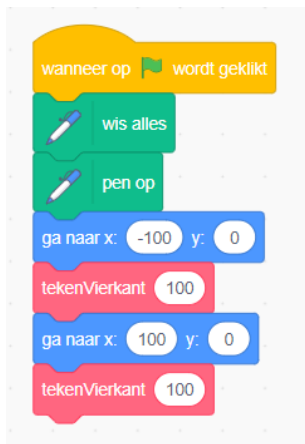 wanneer op wordt geklikt
wis alles
pen op
ga naar x: -100 y: 0
tekenVierkant 100
ga naar x: 100 y: 0
tekenVierkant 100